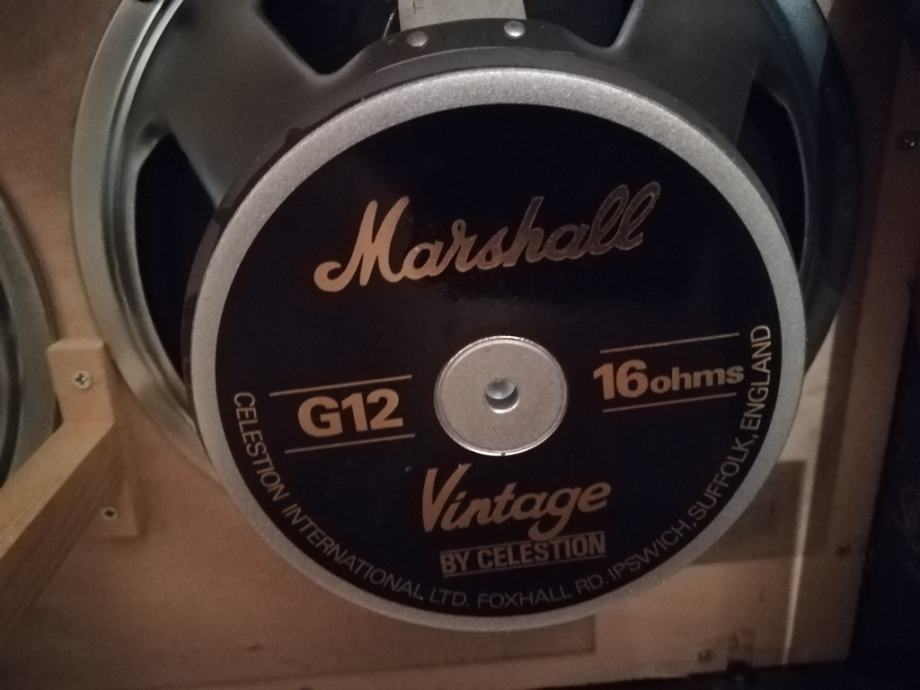 Marshall
G12
16ohms
Vintage
BY CELESTION
CELESTION INTERNATIONAL LTD. FOXHALL RD. IPSWICH, SUFFOLK, ENGLAND